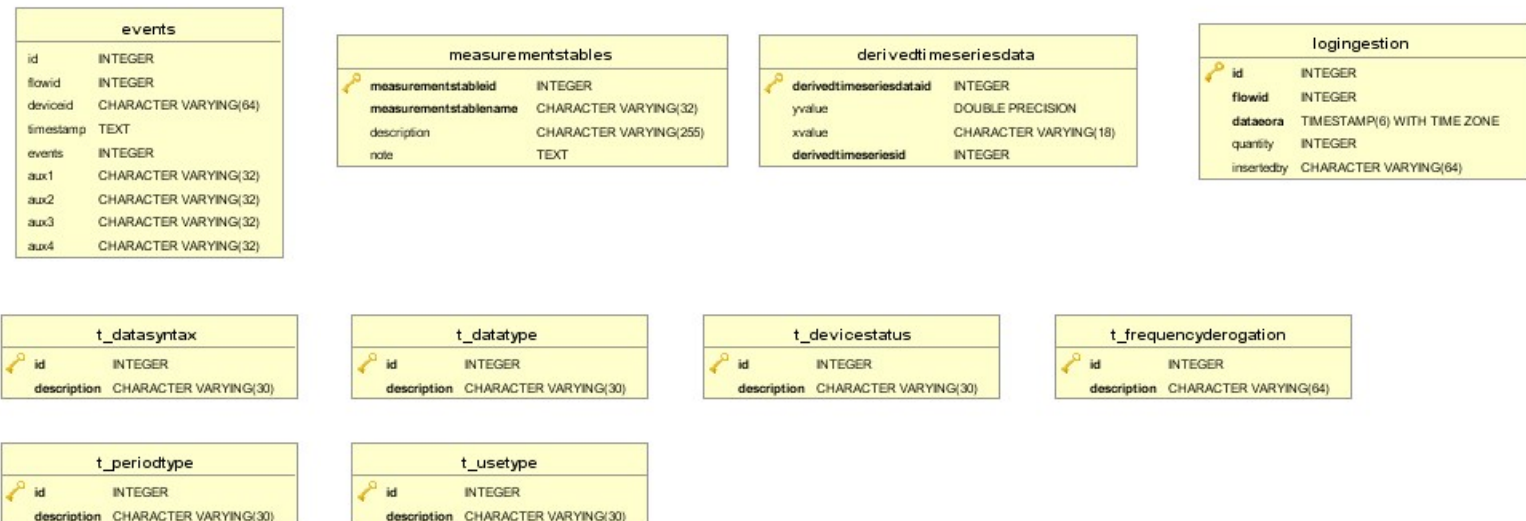 events
id INTEGER
flowid INTEGER
deviceid CHARACTER VARYING(64)
timestamp TEXT
events INTEGER
aux1 CHARACTER VARYING(32)
aux2 CHARACTER VARYING(32)
aux3 CHARACTER VARYING(32)
aux4 CHARACTER VARYING(32)
measurementstables
measurementstableid INTEGER
measurementstablename CHARACTER VARYING(32)
description CHARACTER VARYING(255)
note TEXT
derivedtimeseriesdata
derivedtimeseriesdataid INTEGER
yvalue DOUBLE PRECISION
xvalue CHARACTER VARYING(18)
derivedtimeseriesid INTEGER
logingestion
id INTEGER
flowid INTEGER
dataeora TIMESTAMP(6) WITH TIME ZONE
quantity INTEGER
insertedby CHARACTER VARYING(64)
t_datasyntax
id INTEGER
description CHARACTER VARYING(30)
t_datatype
id INTEGER
description CHARACTER VARYING(30)
t_devicestatus
id INTEGER
description CHARACTER VARYING(30)
t_frequencyderogation
id INTEGER
description CHARACTER VARYING(64)
t_periodtype
id INTEGER
description CHARACTER VARYING(30)
t_usetype
id INTEGER
description CHARACTER VARYING(30)